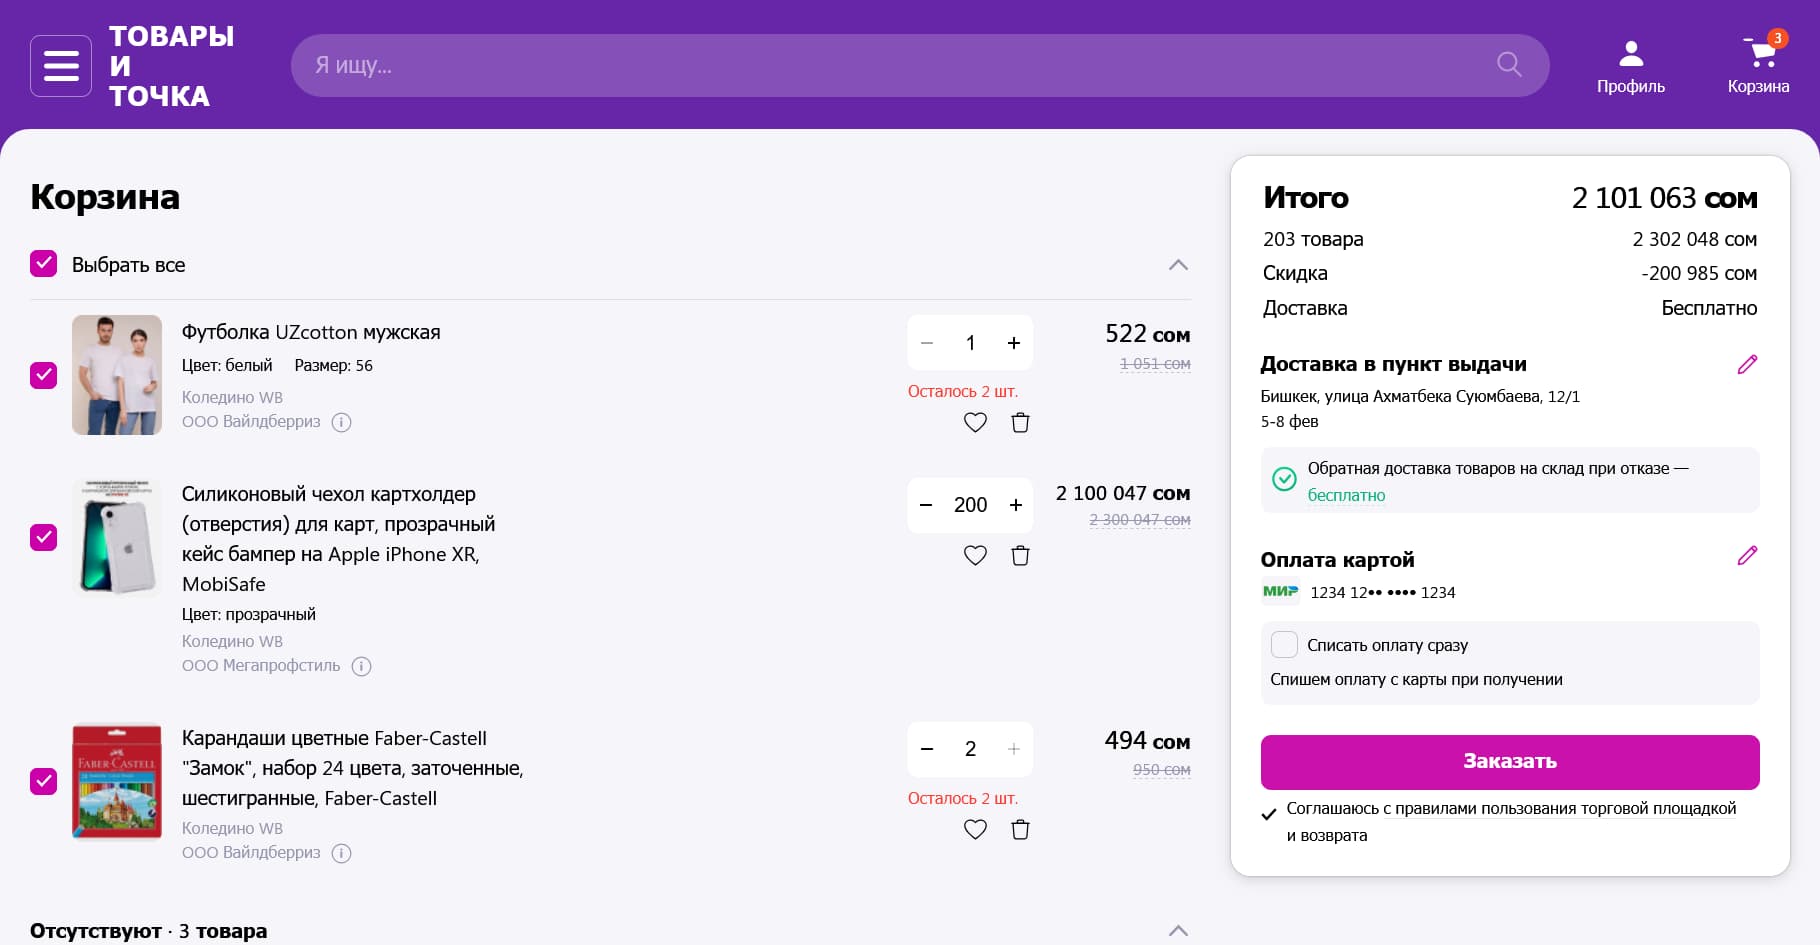 ТОВАРЫ
И
ТОЧКА
Я ищу...
3
Профиль
Корзина
Корзина
Выбрать все
Футболка UZcotton мужская
Цвет: белый Размер: 56
Коледино WB
ООО Вайлдберриз
1
Осталось 2 шт.
522 сом
1 051 сом
Силиконовый чехол картхолдер
(отверстия) для карт, прозрачный
кейс бампер на Apple iPhone XR,
MobiSafe
Цвет: прозрачный
Коледино WB
ООО Мегапрофстиль
200
2 100 047 сом
2 300 047 сом
FABER-CASTELL
Карандаши цветные Faber-Castell
"Замок", набор 24 цвета, заточенные,
шестигранные, Faber-Castell
Коледино WB
ООО Вайлдберриз
2
Осталось 2 шт.
494 сом
950 сом
Отсутствуют · 3 товара
Итого 2 101 063 сом
203 товара 2 302 048 сом
Скидка -200 985 сом
Доставка Бесплатно
Доставка в пункт выдачи
Бишкек, улица Ахматбека Суюмбаева, 12/1
5-8 фев
Обратная доставка товаров на склад при отказе —
бесплатно
Оплата картой
МИР 1234 12•• •••• 1234
Списать оплату сразу
Спишем оплату с карты при получении
Заказать
Соглашаюсь с правилами пользования торговой площадкой
и возврата